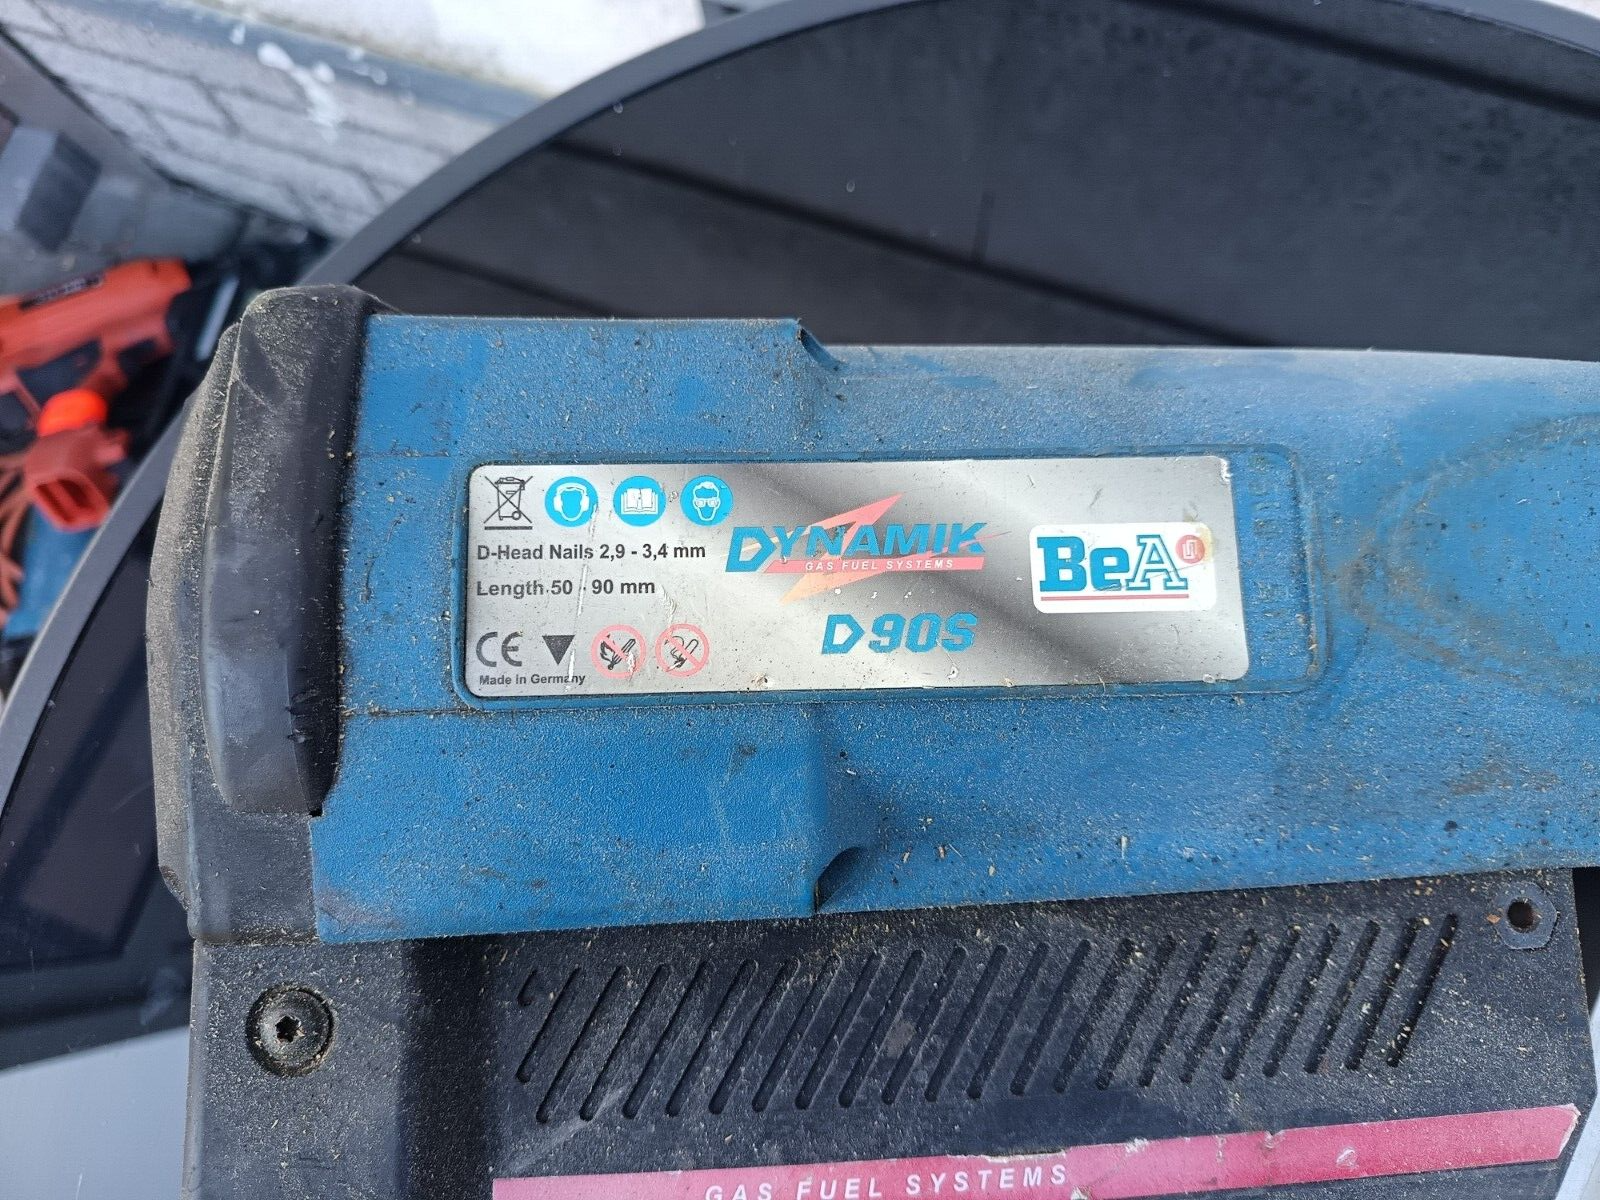 D-Head Nails 2,9 - 3,4 mm
Length 50 - 90 mm
CE
Made in Germany
DYNAMIK
GAS FUEL SYSTEMS
D90S
BeA
GAS FUEL SYSTEMS